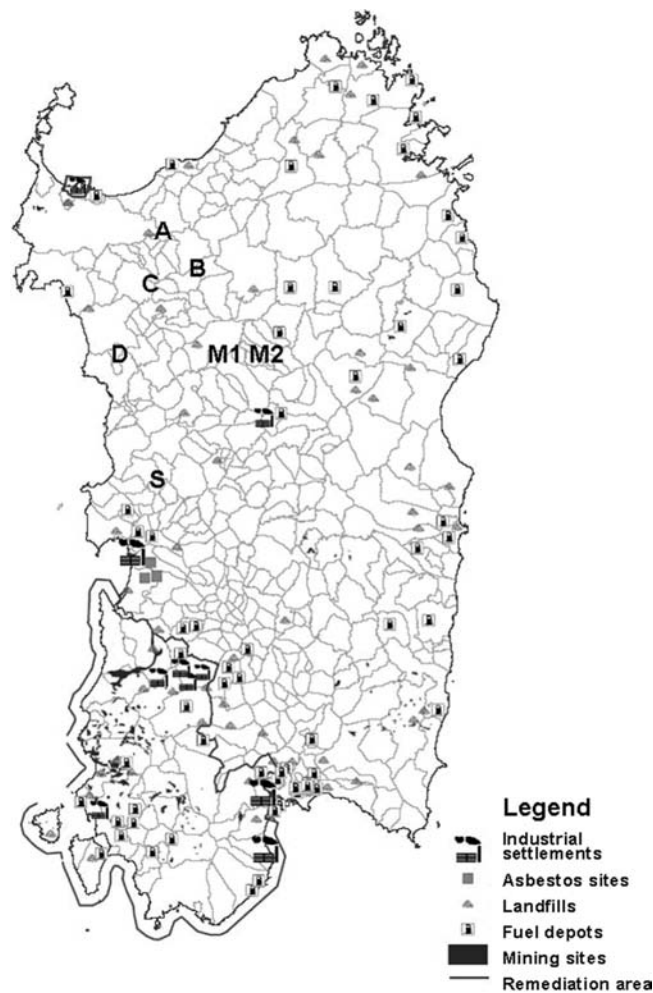 A
B
C
D
M1 M2
S
Legend
Industrial
settlements
Asbestos sites
Landfills
Fuel depots
Mining sites
Remediation area